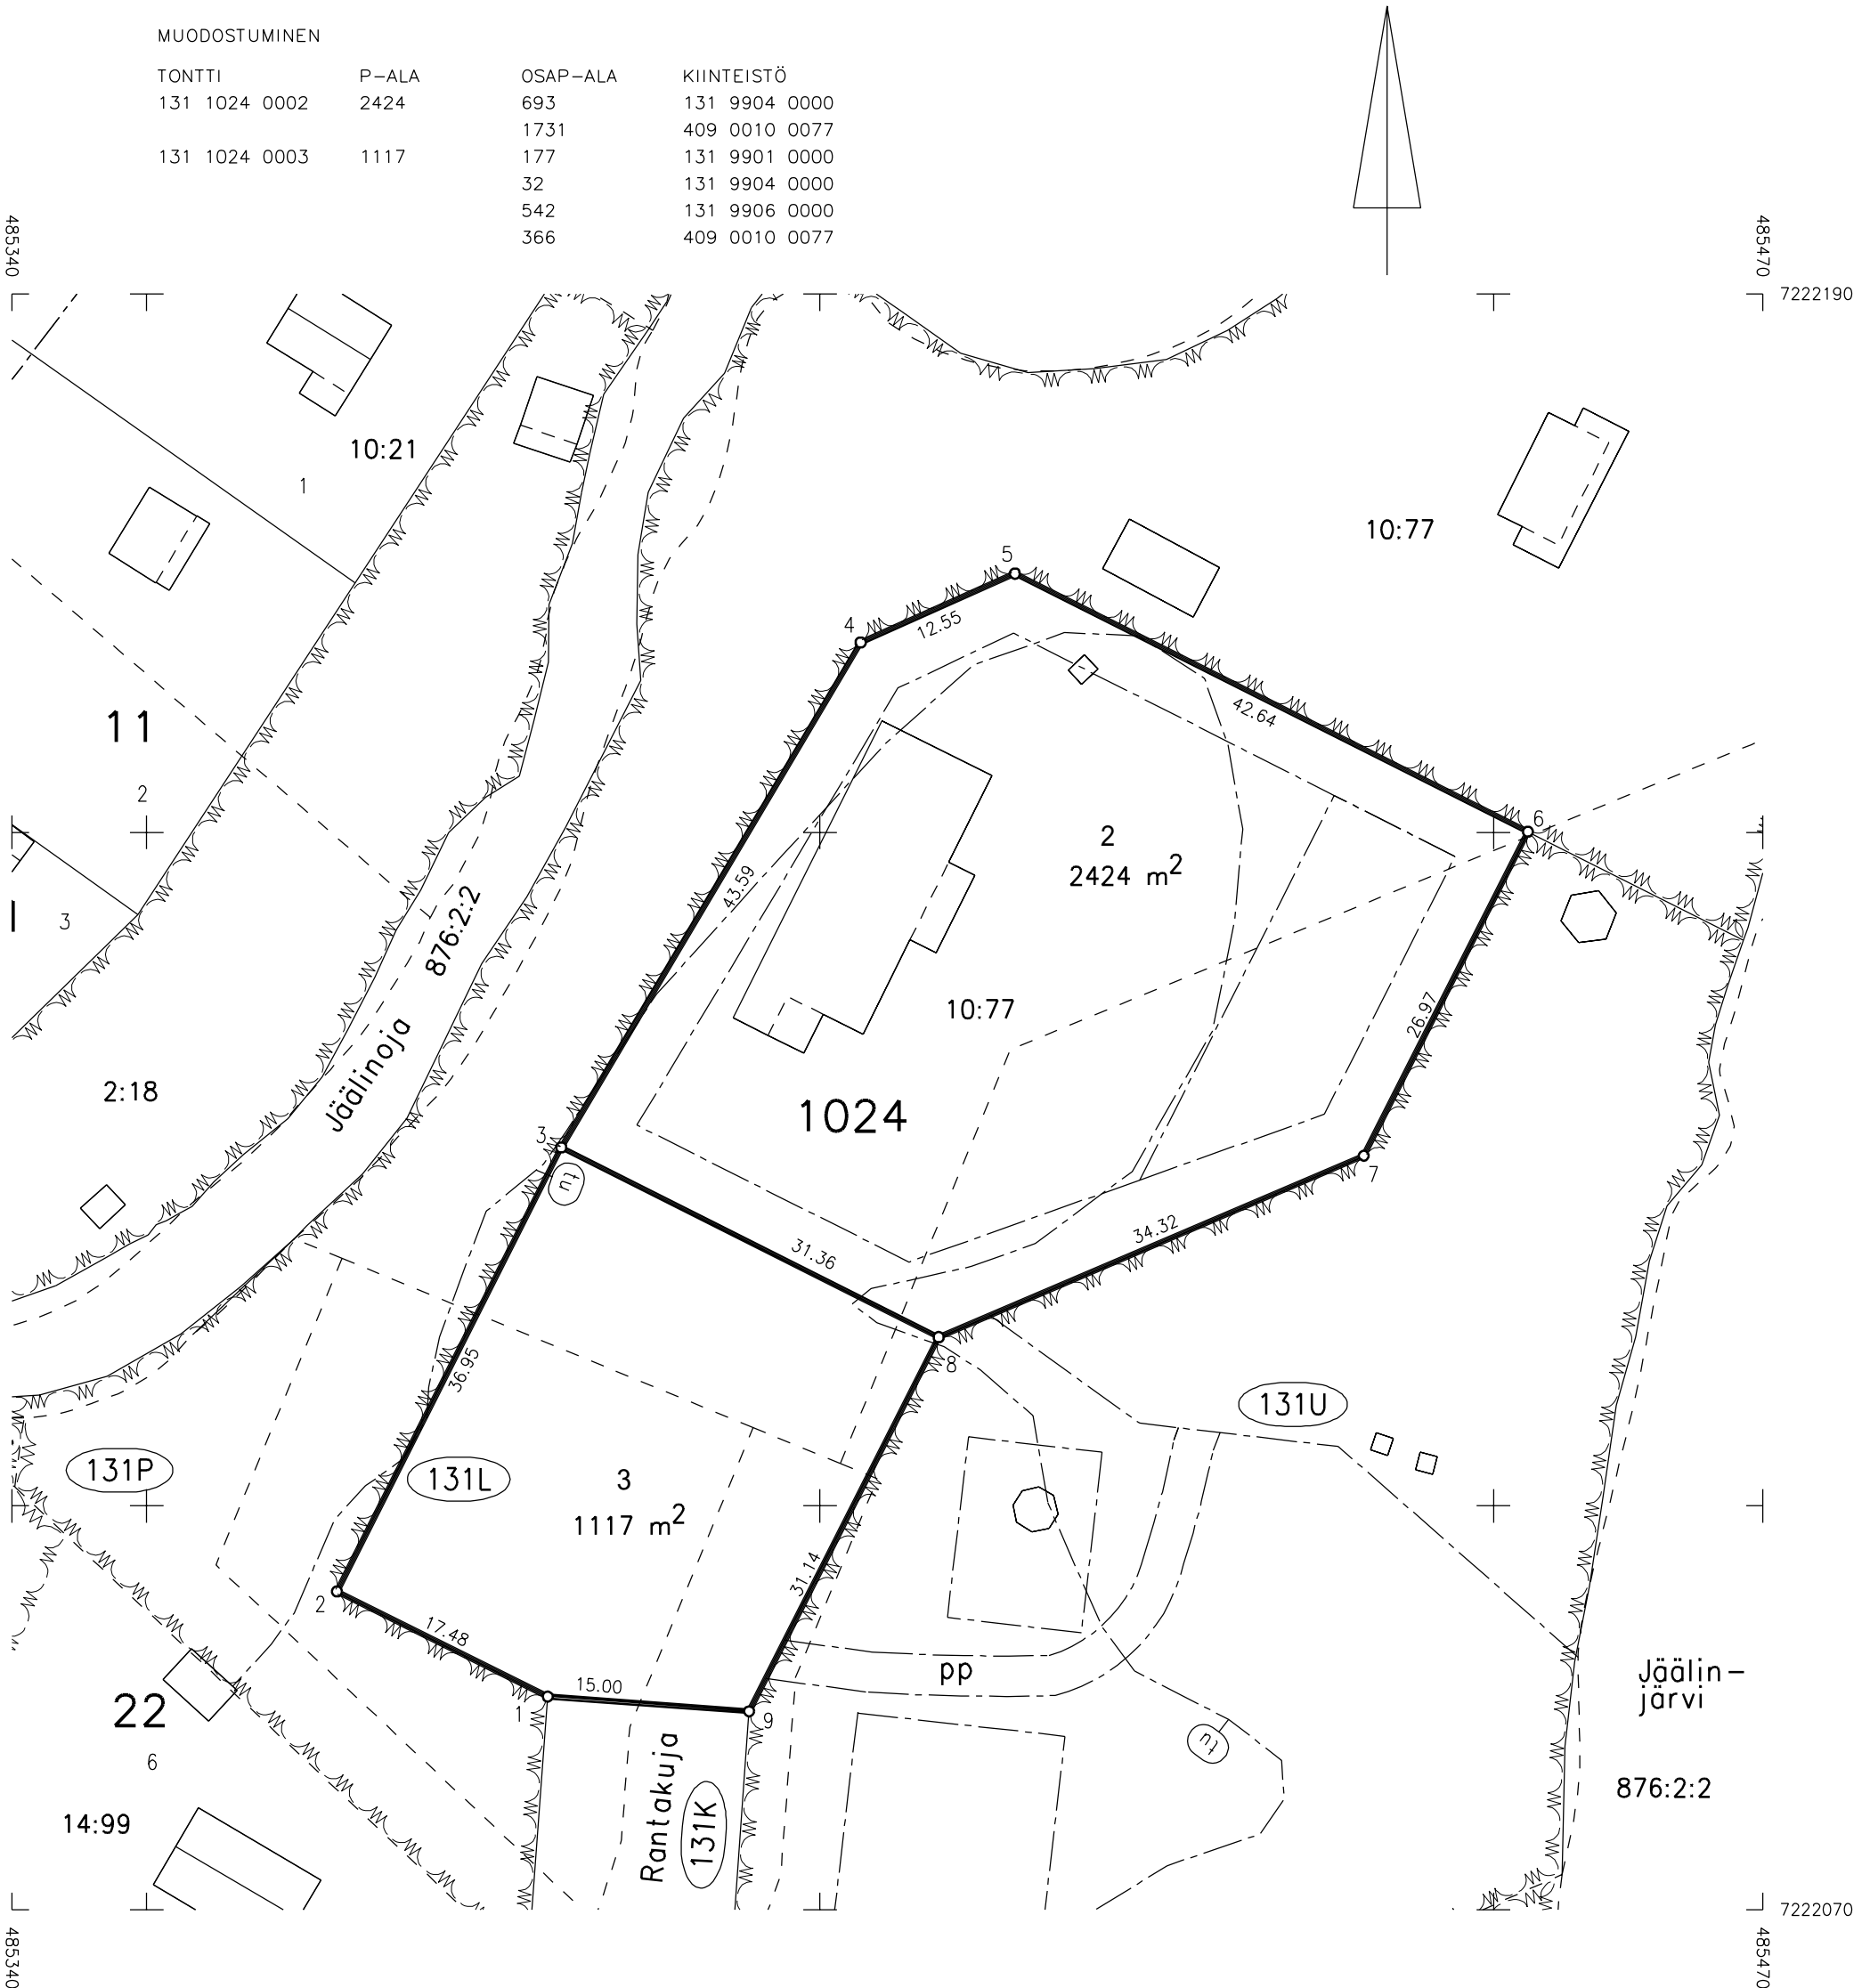 MUODOSTUMINEN
TONTTI P-ALA OSAP-ALA KIINTEISTÖ
131 1024 0002 2424 693 131 9904 0000
1731 409 0010 0077
131 1024 0003 1117 177 131 9901 0000
32 131 9904 0000
542 131 9906 0000
366 409 0010 0077
485340
485470
7222190
10:21
1
10:77
5
4
12.55
42.64
11
2
6
2
2424 m2
43.59
3
876:2:2
10:77
26.97
Jäälinoja
2:18
1024
3
7
tu
34.32
31.36
8
36.95
131U
131P
131L
3
1117 m2
31.14
2
17.48
15.00
pp
Jäälin-
järvi
22
1
9
tu
6
Rantakuja
131K
876:2:2
14:99
7222070
485340
485470